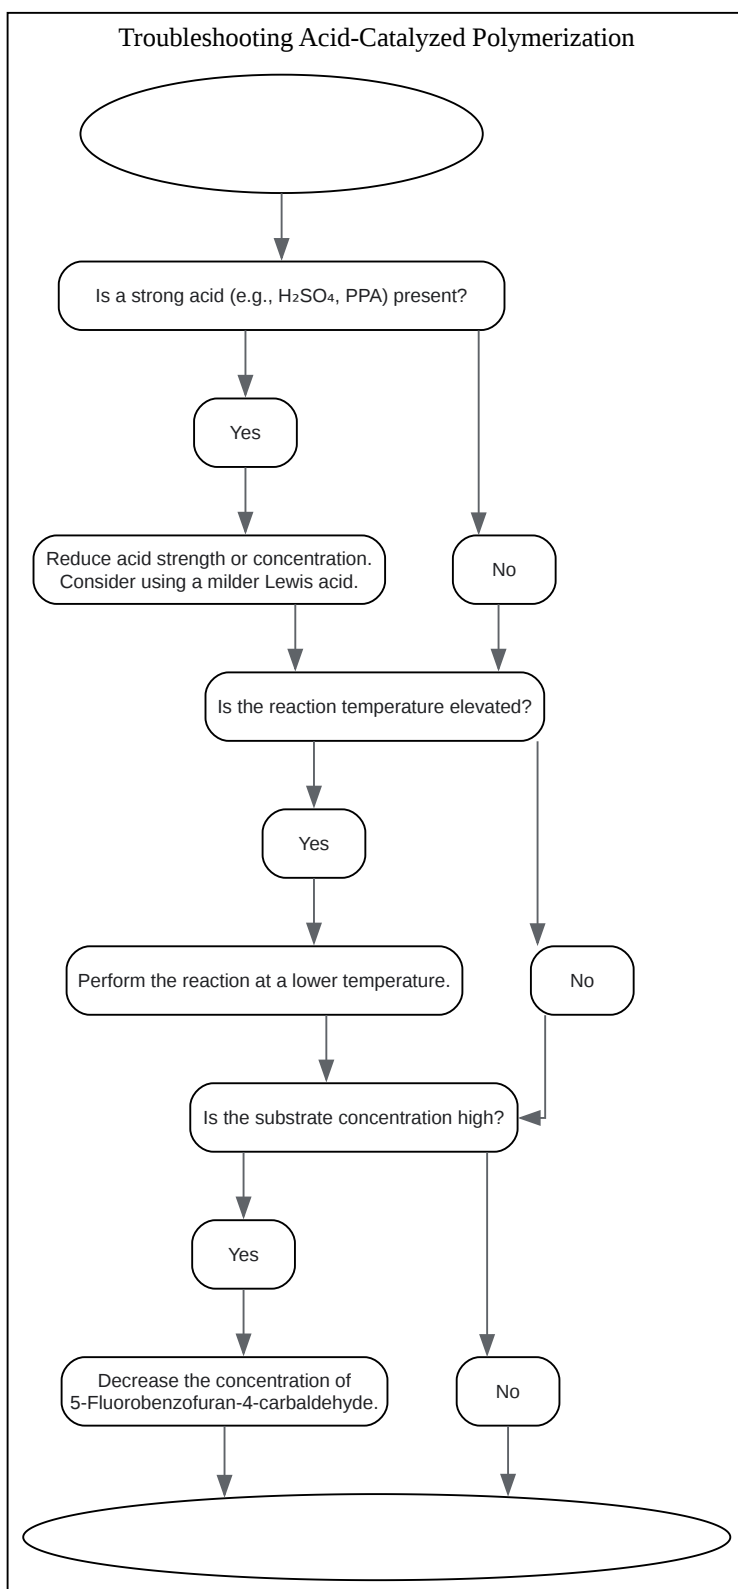 Troubleshooting Acid-Catalyzed Polymerization
Is a strong acid (e.g., H₂SO₄, PPA) present?
Yes
Reduce acid strength or concentration.
Consider using a milder Lewis acid.
No
Is the reaction temperature elevated?
Yes
Perform the reaction at a lower temperature.
No
Is the substrate concentration high?
Yes
Decrease the concentration of
5-Fluorobenzofuran-4-carbaldehyde.
No